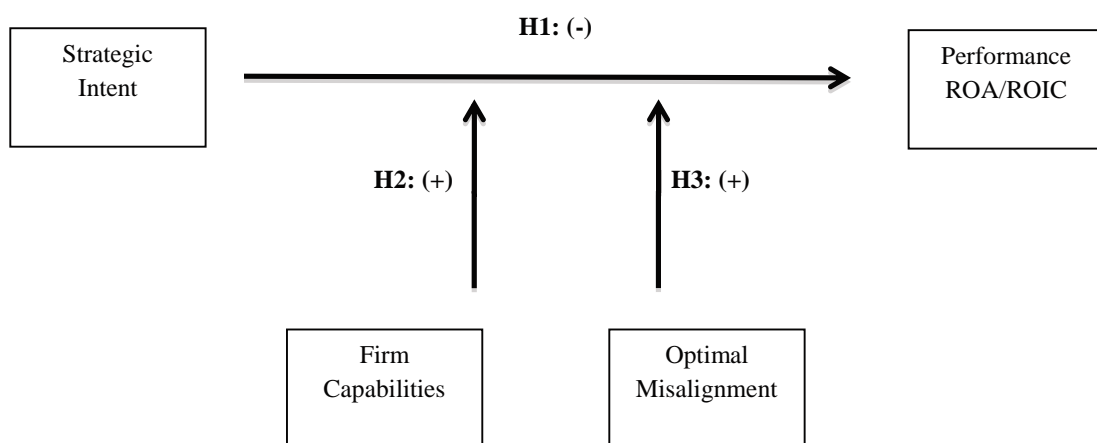 H1: (-)
Strategic
Intent
Performance
ROA/ROIC
H2: (+)
H3: (+)
Firm
Capabilities
Optimal
Misalignment